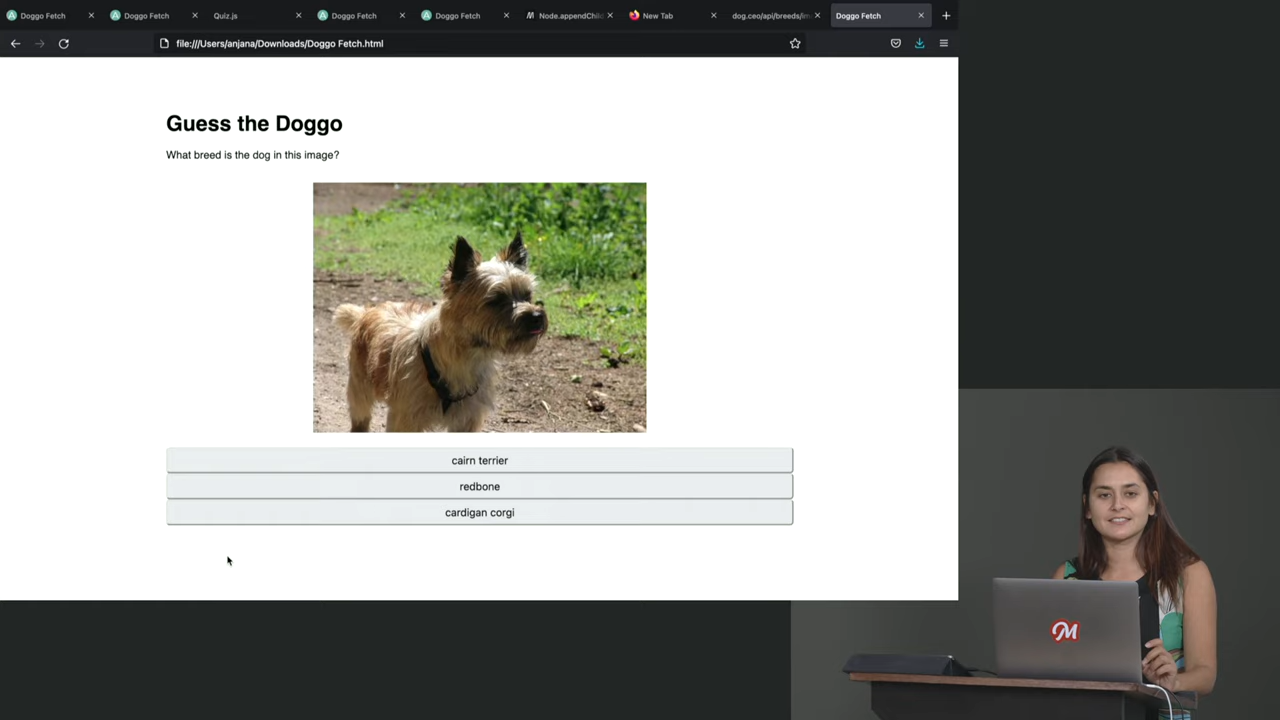 Doggo Fetch
Doggo Fetch
Quiz.js
Doggo Fetch
Doggo Fetch
Node.appendChil
New Tab
dog.ceo/api/breeds/im
Doggo Fetch
file:///Users/anjana/Downloads/Doggo Fetch.html
Guess the Doggo
What breed is the dog in this image?
cairn terrier
redbone
cardigan corgi
M